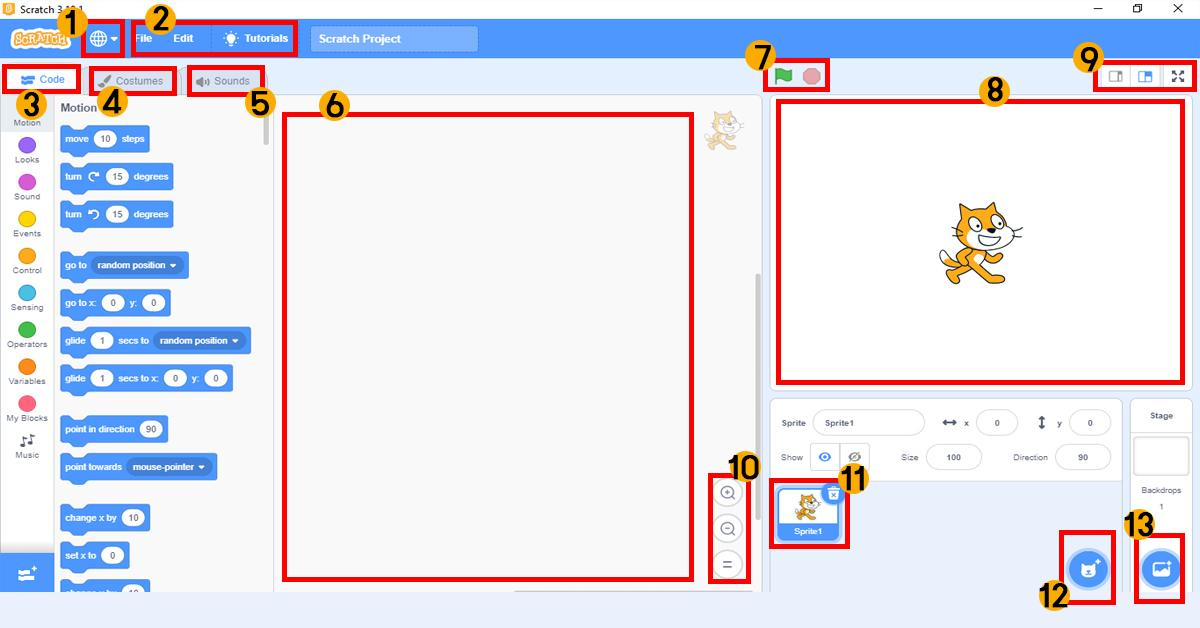 Scratch 3.
1
2
SCRATCH
File Edit Tutorials Scratch Project
7
9
Code Costumes Sounds
3
4
5
6
8
Motion
Motion
Looks
Sound
Events
Control
Sensing
Operators
Variables
My Blocks
Music
move 10 steps
turn 15 degrees
turn 15 degrees
go to random position
go to x: 0 y: 0
glide 1 secs to random position
glide 1 secs to x: 0 y: 0
point in direction 90
point towards mouse-pointer
change x by 10
set x to 0
change y by 10
10
=
Sprite Sprite1 x 0 y 0
Show Size 100 Direction 90
11
Sprite1
12
Stage
Backdrops
1
13